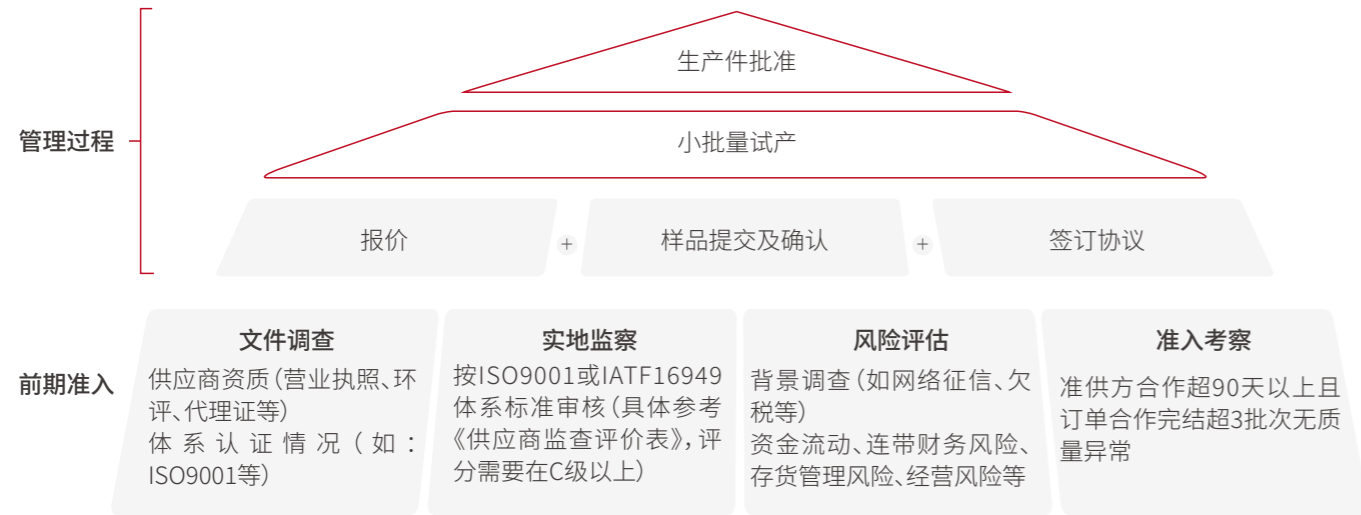 生产件批准
管理过程
小批量试产
报价
+
样品提交及确认
+
签订协议
前期准入
文件调查
供应商资质(营业执照、环
评、代理证等)
体系认证情况(如:
ISO9001等)
实地监察
按ISO9001或IATF16949
体系标准审核(具体参考
《供应商监查评价表》,评
分需要在C级以上)
风险评估
背景调查(如网络征信、欠
税等)
资金流动、连带财务风险、
存货管理风险、经营风险等
准入考察
准供方合作超90天以上且
订单合作完结超3批次无质
量异常